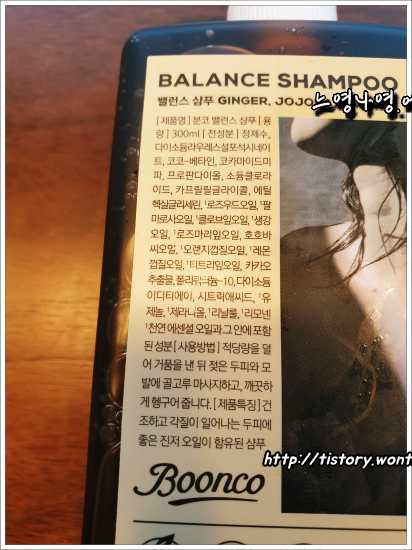 BALANCE SHAMPOO
밸런스 샴푸 GINGER, JOJO
느영나영
[ 제품명 ] 분코 밸런스 샴푸 [ 용
량 ] 300ml [ 전성분 ] 정제수,
다이소듐라우레스설포석시네이
트, 코코-베타인, 코카마이드미
파, 프로판다이올, 소듐클로라
이드, 카프릴릴글라이콜, 에틸
헥실글리세린, ¹로즈우드오일, ¹팔
마로사오일, ¹클로브잎오일, ¹생강
오일, ¹로즈마리잎오일, 호호바
씨오일, ¹오렌지껍질오일, ¹레몬
껍질오일, ¹티트리잎오일, 카카오
추출물, 폴리쿼터늄-10, 다이소듐
이디티에이, 시트릭애씨드, ¹유
제놀, ¹제라니올, ¹리날룰, ¹리모넨
¹천연 에센셜 오일과 그 안에 포함
된 성분 [ 사용방법 ] 적당량을 덜
어 거품을 낸 뒤 젖은 두피와 모
발에 골고루 마사지하고, 깨끗하
게 헹구어 줍니다. [ 제품특징 ] 건
조하고 각질이 일어나는 두피에
좋은 진저 오일이 함유된 샴푸
http://tistory.wont
Boonco